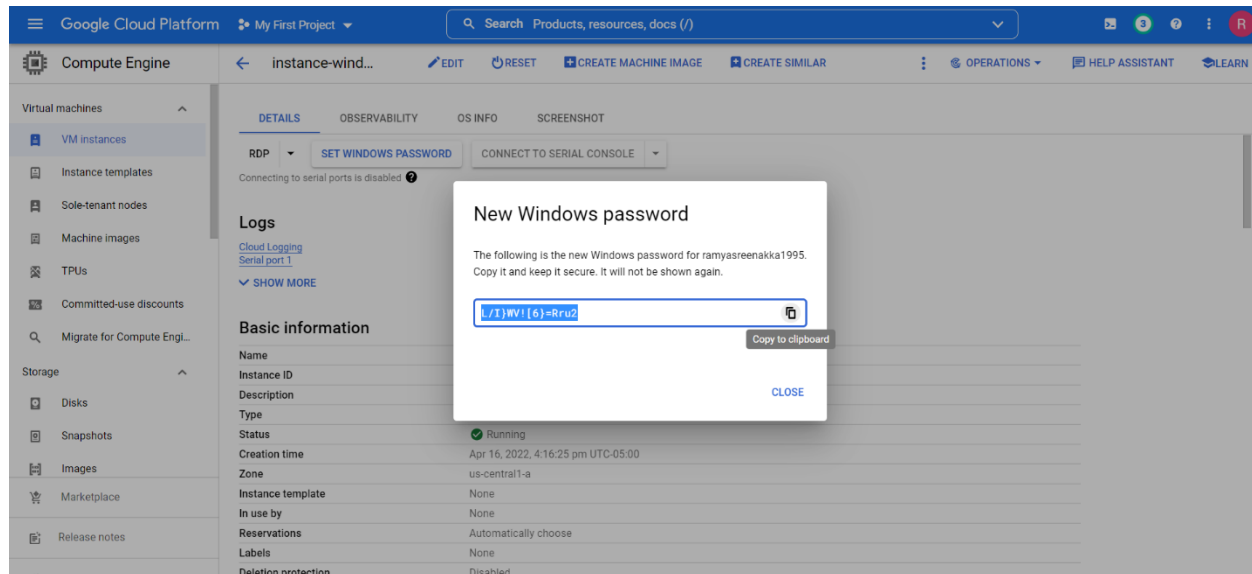 Google Cloud Platform
My First Project
Search Products, resources, docs (/)
3
R
Compute Engine
instance-wind...
EDIT
RESET
CREATE MACHINE IMAGE
CREATE SIMILAR
OPERATIONS
HELP ASSISTANT
LEARN
Virtual machines
VM instances
Instance templates
Sole-tenant nodes
Machine images
TPUs
Committed-use discounts
Migrate for Compute Engi...
Storage
Disks
Snapshots
Images
Marketplace
Release notes
DETAILS
OBSERVABILITY
OS INFO
SCREENSHOT
RDP
SET WINDOWS PASSWORD
CONNECT TO SERIAL CONSOLE
Connecting to serial ports is disabled
Logs
Cloud Logging
Serial port 1
SHOW MORE
Basic information
Name
Instance ID
Description
Type
Status Running
Creation time Apr 16, 2022, 4:16:25 pm UTC-05:00
Zone us-central1-a
Instance template None
In use by None
Reservations Automatically choose
Labels None
Deletion protection Disabled
New Windows password
The following is the new Windows password for ramyasreenakka1995.
Copy it and keep it secure. It will not be shown again.
L/I}WV![6}=Rru2
Copy to clipboard
CLOSE